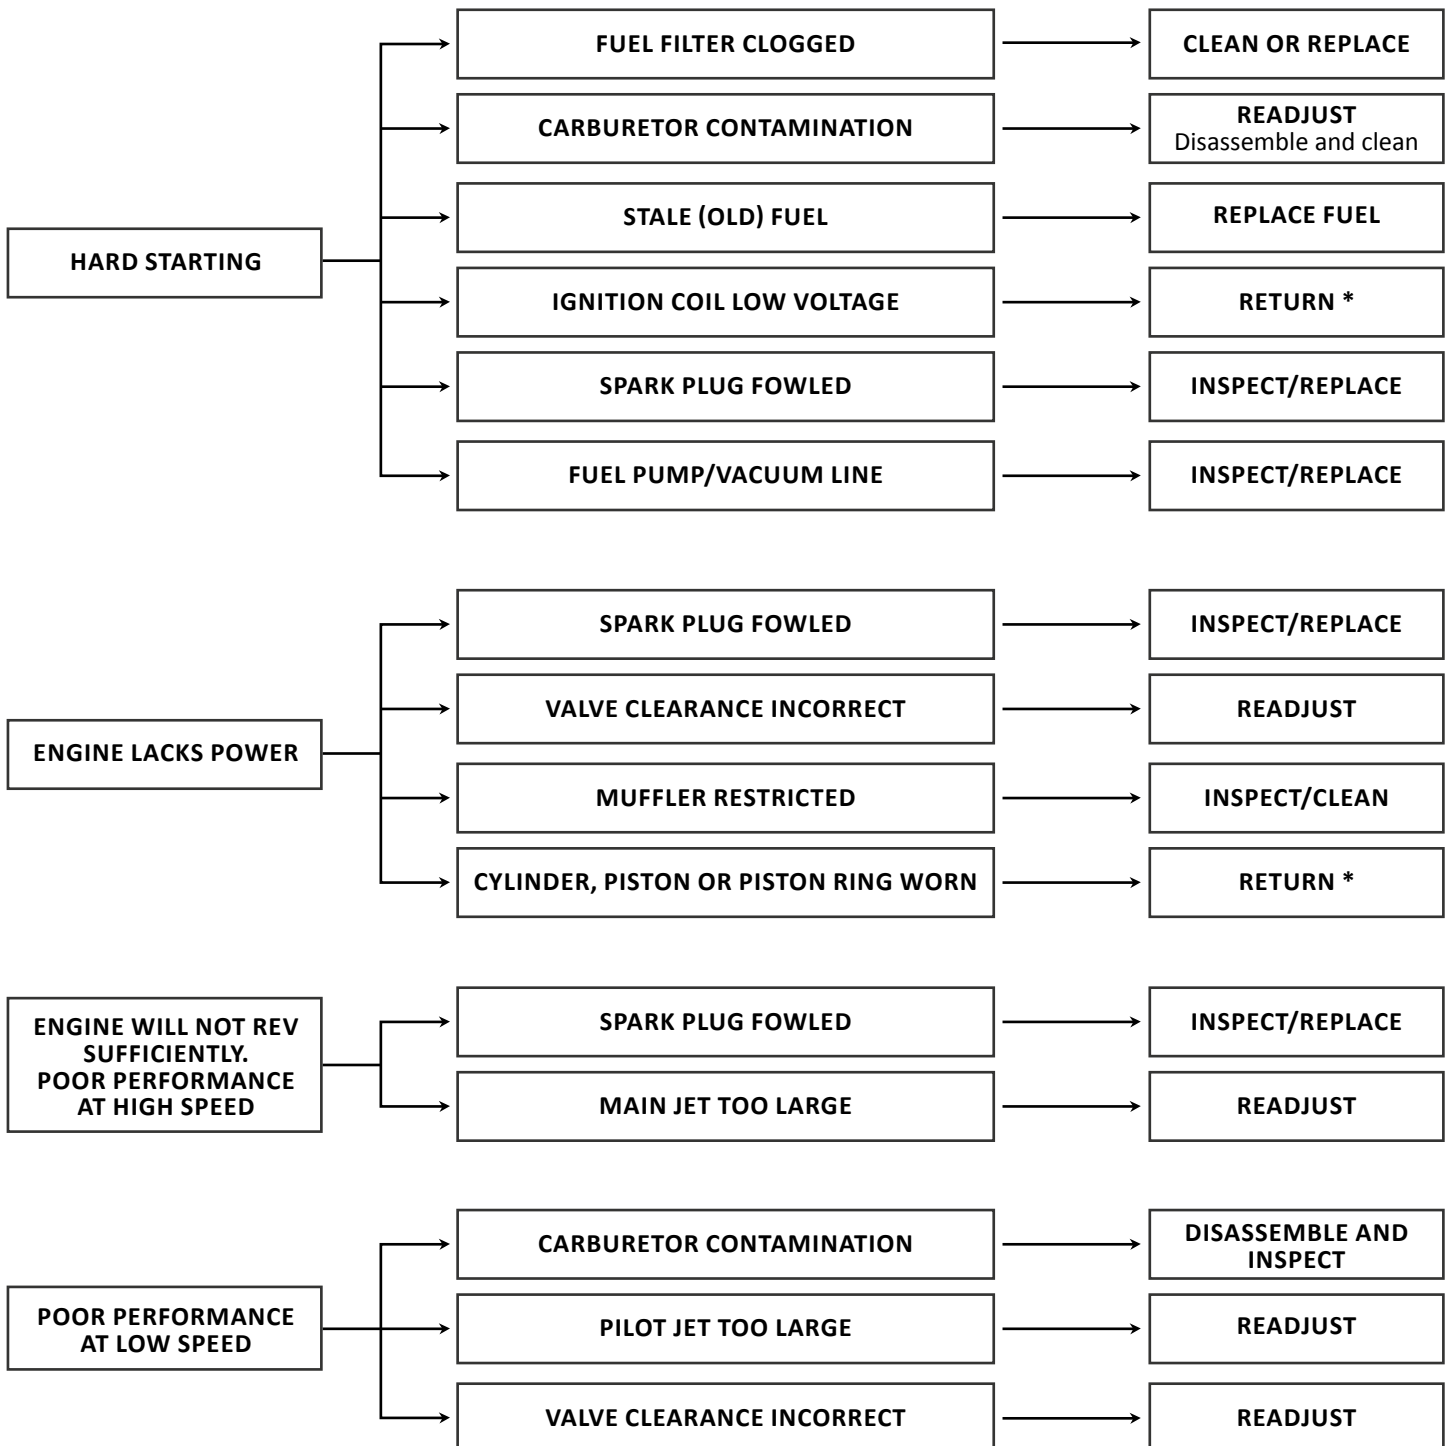 FUEL FILTER CLOGGED
CLEAN OR REPLACE
CARBURETOR CONTAMINATION
READJUST
Disassemble and clean
STALE (OLD) FUEL
REPLACE FUEL
HARD STARTING
IGNITION COIL LOW VOLTAGE
RETURN *
SPARK PLUG FOWLED
INSPECT/REPLACE
FUEL PUMP/VACUUM LINE
INSPECT/REPLACE
SPARK PLUG FOWLED
INSPECT/REPLACE
VALVE CLEARANCE INCORRECT
READJUST
ENGINE LACKS POWER
MUFFLER RESTRICTED
INSPECT/CLEAN
CYLINDER, PISTON OR PISTON RING WORN
RETURN *
ENGINE WILL NOT REV
SUFFICIENTLY.
POOR PERFORMANCE
AT HIGH SPEED
SPARK PLUG FOWLED
INSPECT/REPLACE
MAIN JET TOO LARGE
READJUST
CARBURETOR CONTAMINATION
DISASSEMBLE AND
INSPECT
POOR PERFORMANCE
AT LOW SPEED
PILOT JET TOO LARGE
READJUST
VALVE CLEARANCE INCORRECT
READJUST